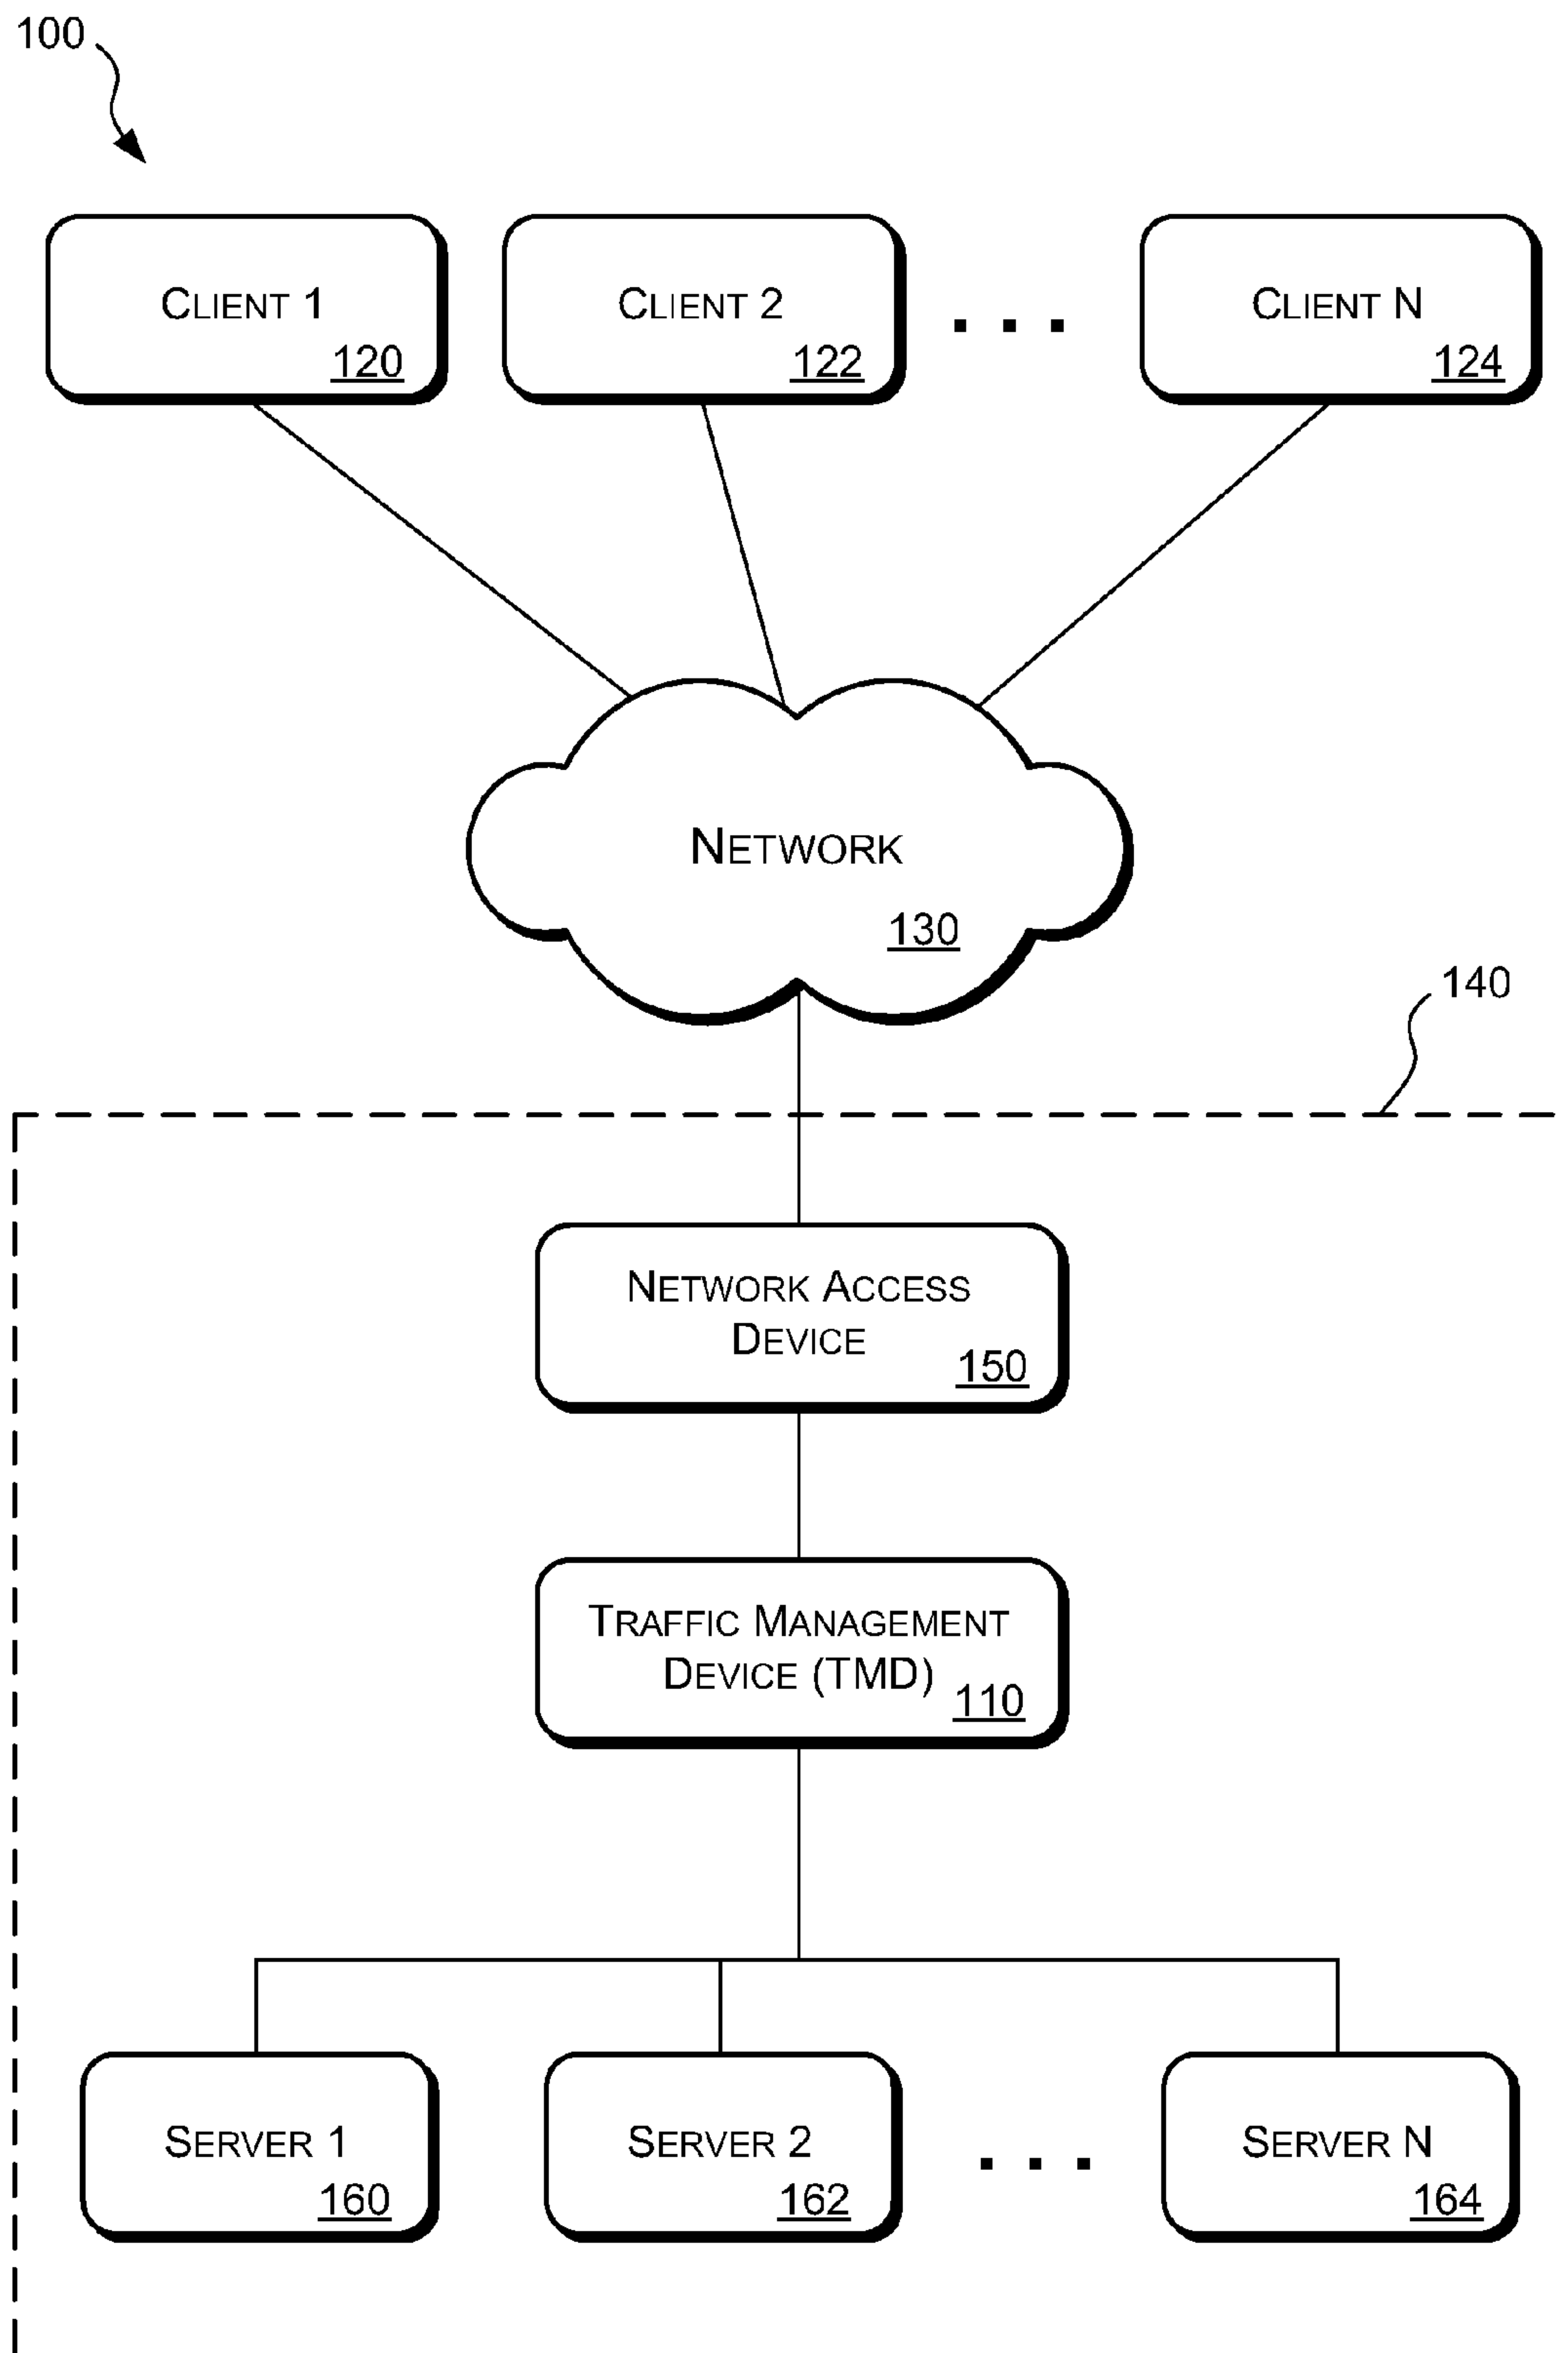 100
CLIENT 1
120
CLIENT 2
122
. . .
CLIENT N
124
NETWORK
130
140
NETWORK ACCESS
DEVICE
150
TRAFFIC MANAGEMENT
DEVICE (TMD)
110
SERVER 1
160
SERVER 2
162
. . .
SERVER N
164